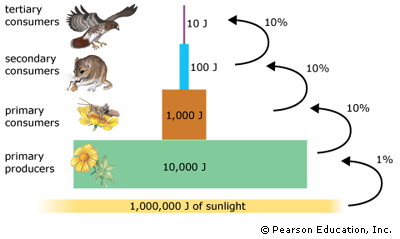 tertiary
consumers
10 J
10%
secondary
consumers
100 J
10%
primary
consumers
1,000 J
10%
primary
producers
10,000 J
1%
1,000,000 J of sunlight
© Pearson Education, Inc.